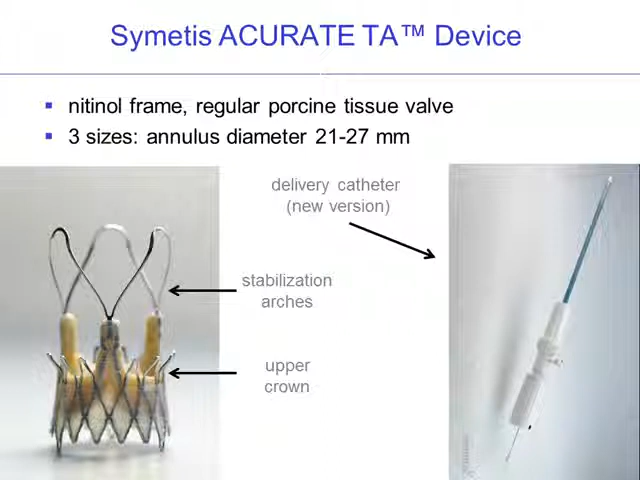 Symetis ACURATE TA™ Device
nitinol frame, regular porcine tissue valve
3 sizes: annulus diameter 21-27 mm
delivery catheter
(new version)
stabilization
arches
upper
crown